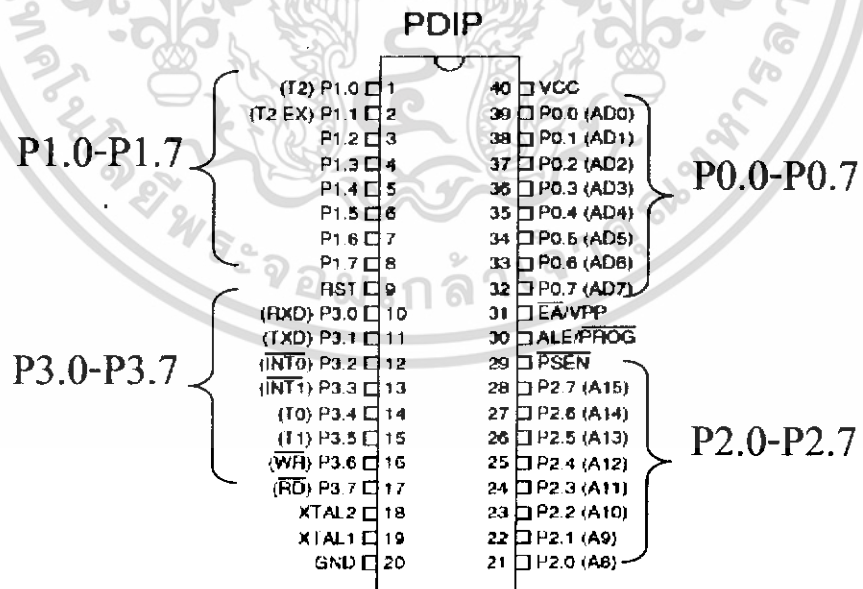 PDIP
(T2) P1.0 1
(T2 EX) P1.1 2
P1.2 3
P1.3 4
P1.4 5
P1.5 6
P1.6 7
P1.7 8
RST 9
(RXD) P3.0 10
(TXD) P3.1 11
(INT0) P3.2 12
(INT1) P3.3 13
(T0) P3.4 14
(T1) P3.5 15
(WR) P3.6 16
(RD) P3.7 17
XTAL2 18
XTAL1 19
GND 20
40 VCC
39 P0.0 (AD0)
38 P0.1 (AD1)
37 P0.2 (AD2)
36 P0.3 (AD3)
35 P0.4 (AD4)
34 P0.5 (AD5)
33 P0.6 (AD6)
32 P0.7 (AD7)
31 EA/VPP
30 ALE/PROG
29 PSEN
28 P2.7 (A15)
27 P2.6 (A14)
26 P2.5 (A13)
25 P2.4 (A12)
24 P2.3 (A11)
23 P2.2 (A10)
22 P2.1 (A9)
21 P2.0 (A8)
P1.0-P1.7
P3.0-P3.7
P0.0-P0.7
P2.0-P2.7